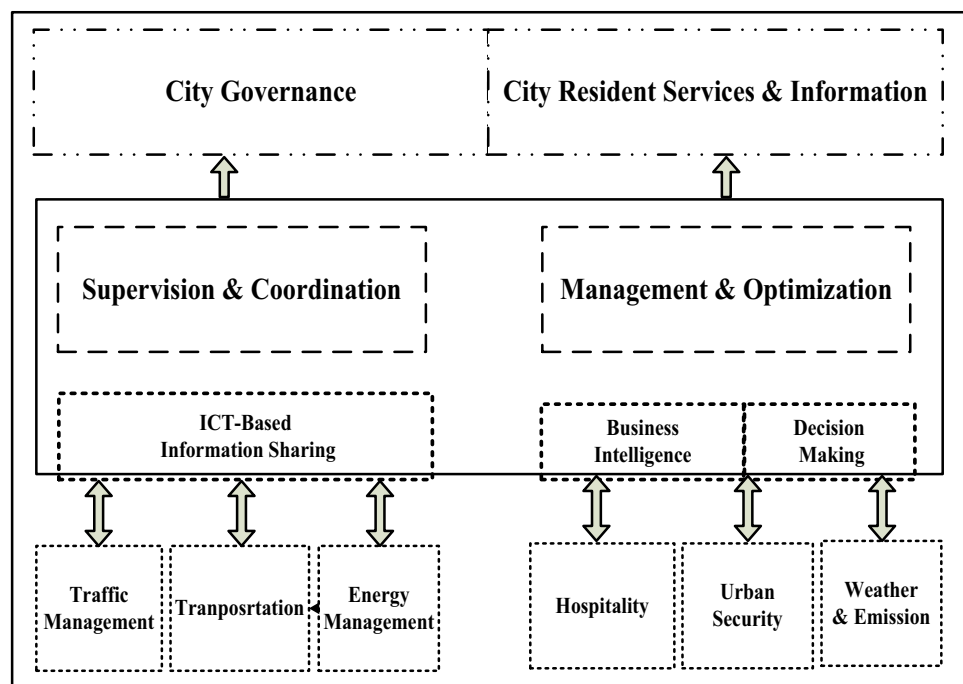 City Governance
City Resident Services & Information
Supervision & Coordination
Management & Optimization
ICT-Based
Information Sharing
Business
Intelligence
Decision
Making
Traffic
Management
Tranposrtation
Energy
Management
Hospitality
Urban
Security
Weather
& Emission